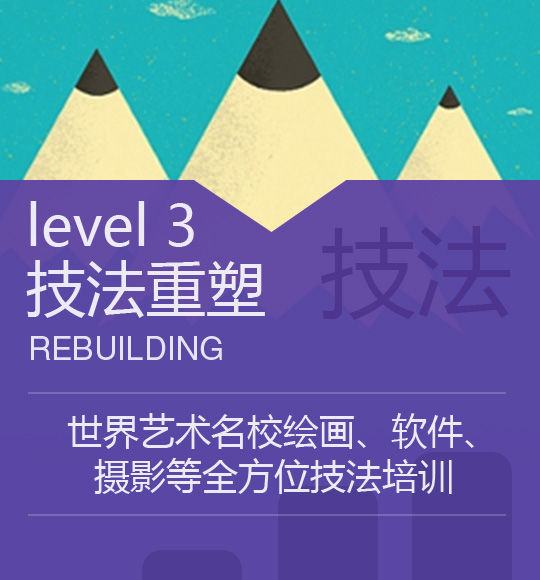 level 3
技法重塑
技法
REBUILDING
世界艺术名校绘画、软件、
摄影等全方位技法培训